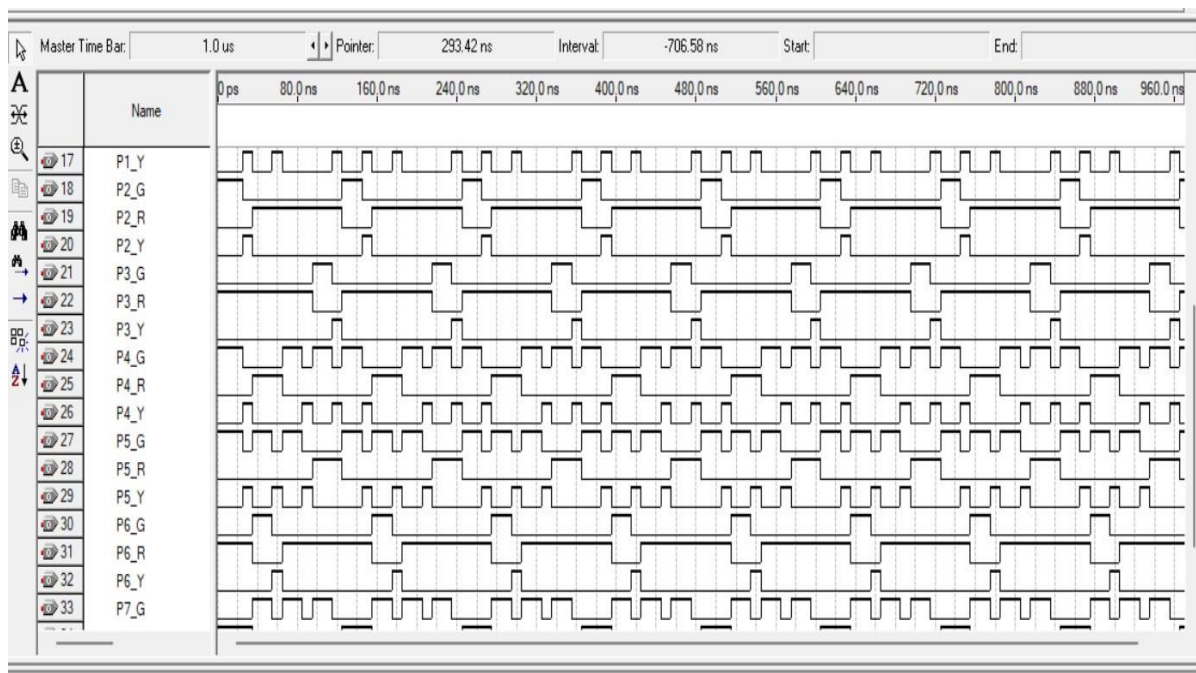 Master Time Bar: 1.0 us Pointer: 293.42 ns Interval: -706.58 ns Start: End:
A Name 0 ps 80.0 ns 160.0 ns 240.0 ns 320.0 ns 400.0 ns 480.0 ns 560.0 ns 640.0 ns 720.0 ns 800.0 ns 880.0 ns 960.0 ns
17 P1_Y
18 P2_G
19 P2_R
20 P2_Y
21 P3_G
22 P3_R
23 P3_Y
24 P4_G
25 P4_R
26 P4_Y
27 P5_G
28 P5_R
29 P5_Y
30 P6_G
31 P6_R
32 P6_Y
33 P7_G